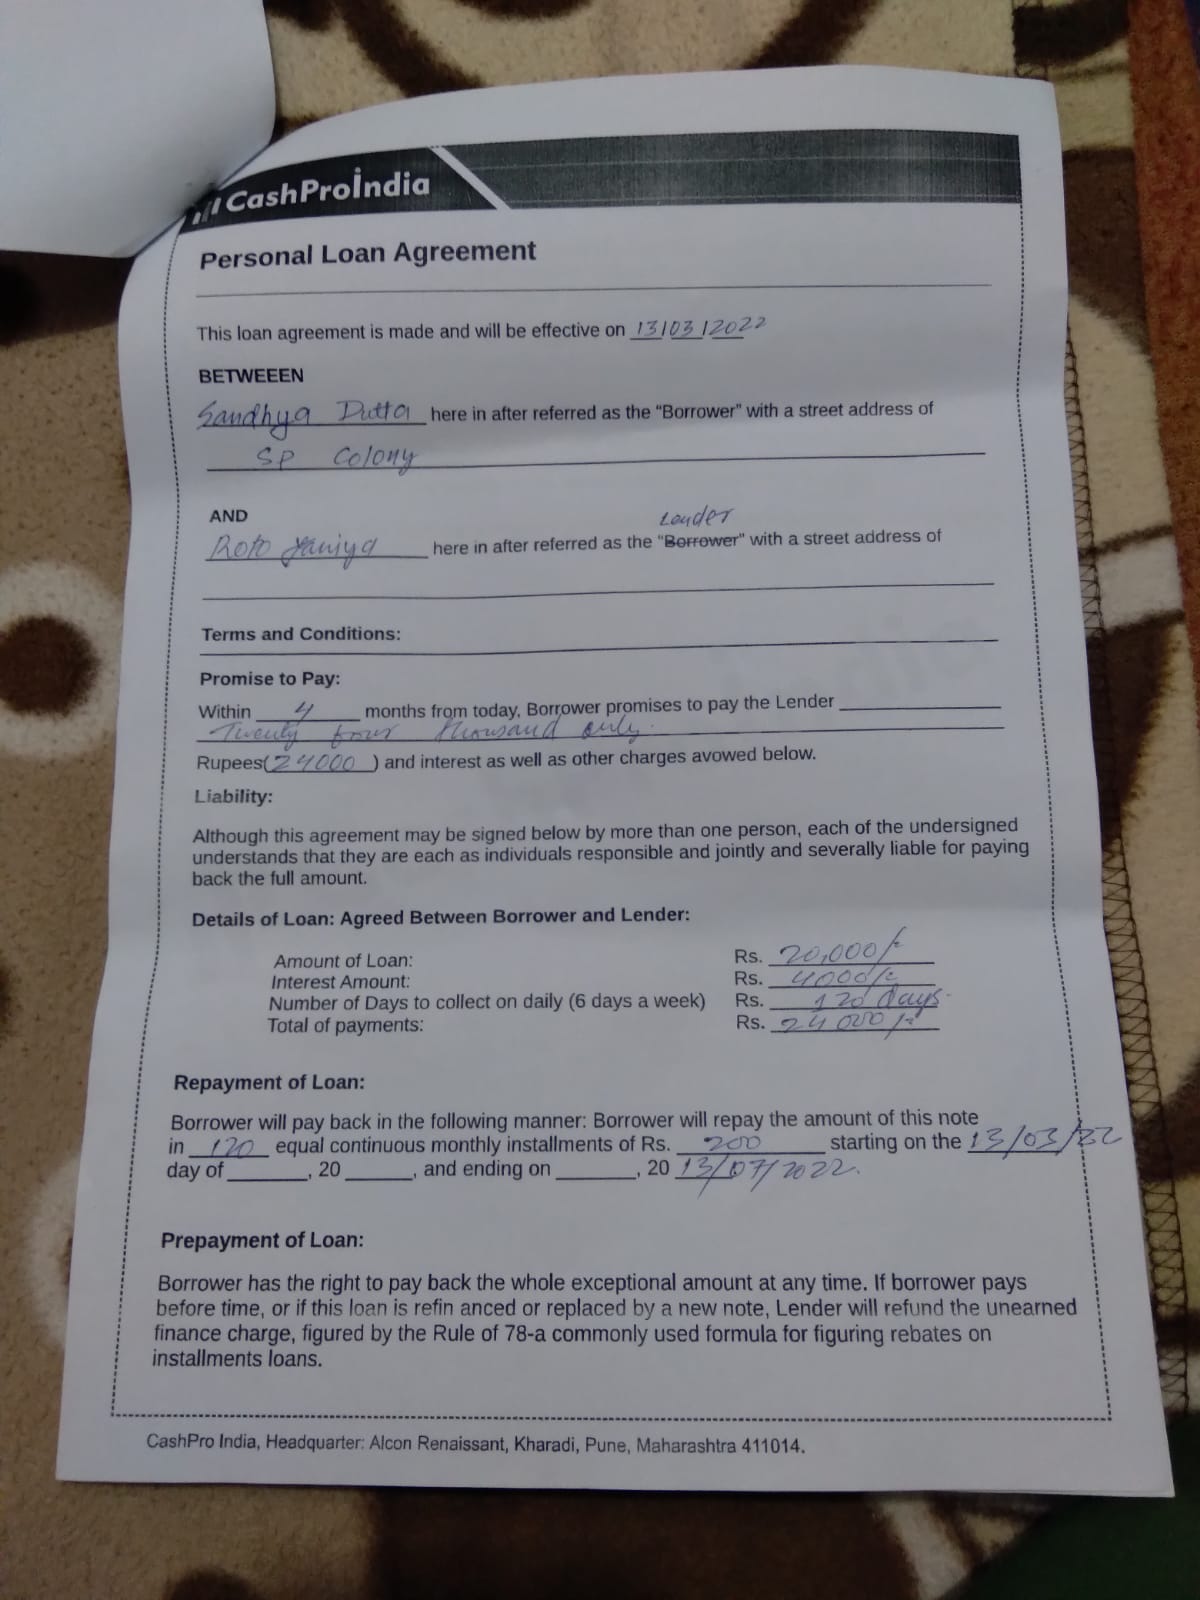 CashProIndia
Personal Loan Agreement
This loan agreement is made and will be effective on 13/03/2022
BETWEEEN
Sandhya Dutta here in after referred as the "Borrower" with a street address of
SP Colony
AND
Lender
Roto here in after referred as the "Borrower" with a street address of
Terms and Conditions:
Promise to Pay:
Within 4 months from today, Borrower promises to pay the Lender
Twenty four thousand only.
Rupees(24000) and interest as well as other charges avowed below.
Liability:
Although this agreement may be signed below by more than one person, each of the undersigned
understands that they are each as individuals responsible and jointly and severally liable for paying
back the full amount.
Details of Loan: Agreed Between Borrower and Lender:
Amount of Loan: Rs. 20,000/-
Interest Amount: Rs. 4000/-
Number of Days to collect on daily (6 days a week) Rs. 120 days.
Total of payments: Rs. 24000/-
Repayment of Loan:
Borrower will pay back in the following manner: Borrower will repay the amount of this note
in 120 equal continuous monthly installments of Rs. 200 starting on the 13/03/22
day of , 20 , and ending on , 20 13/07/2022.
Prepayment of Loan:
Borrower has the right to pay back the whole exceptional amount at any time. If borrower pays
before time, or if this loan is refin anced or replaced by a new note, Lender will refund the unearned
finance charge, figured by the Rule of 78-a commonly used formula for figuring rebates on
installments loans.
CashPro India, Headquarter: Alcon Renaissant, Kharadi, Pune, Maharashtra 411014.